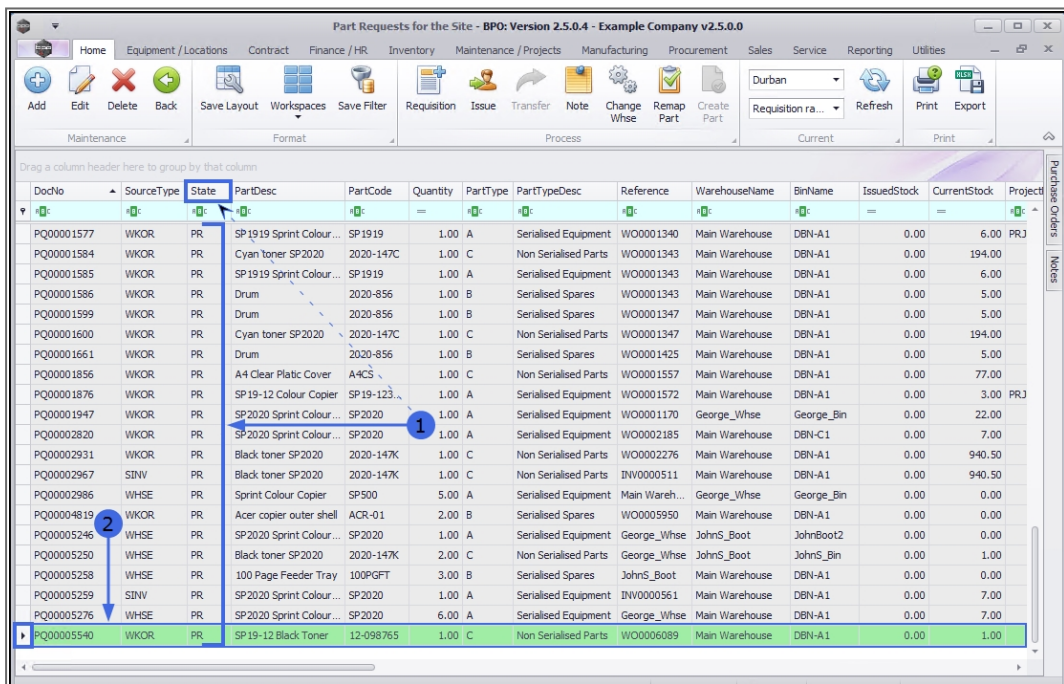 Part Requests for the Site - BPO: Version 2.5.0.4 - Example Company v2.5.0.0
Home Equipment / Locations Contract Finance / HR Inventory Maintenance / Projects Manufacturing Procurement Sales Service Reporting Utilities
Add Edit Delete Back Save Layout Workspaces Save Filter Requisition Issue Transfer Note Change Whse Remap Part Create Part Durban Requisition ra... Refresh Print Export
Maintenance Format Process Current Print
Drag a column header here to group by that column
DocNo SourceType State PartDesc PartCode Quantity PartType PartTypeDesc Reference WarehouseName BinName IssuedStock CurrentStock Project
PQ00001577 WKOR PR SP1919 Sprint Colour... SP1919 1.00 A Serialised Equipment WO0001340 Main Warehouse DBN-A1 0.00 6.00 PRJ
PQ00001584 WKOR PR Cyan toner SP2020 2020-147C 1.00 C Non Serialised Parts WO0001343 Main Warehouse DBN-A1 0.00 194.00
PQ00001585 WKOR PR SP1919 Sprint Colour... SP1919 1.00 A Serialised Equipment WO0001343 Main Warehouse DBN-A1 0.00 6.00
PQ00001586 WKOR PR Drum 2020-856 1.00 B Serialised Spares WO0001343 Main Warehouse DBN-A1 0.00 5.00
PQ00001599 WKOR PR Drum 2020-856 1.00 B Serialised Spares WO0001347 Main Warehouse DBN-A1 0.00 5.00
PQ00001600 WKOR PR Cyan toner SP2020 2020-147C 1.00 C Non Serialised Parts WO0001347 Main Warehouse DBN-A1 0.00 194.00
PQ00001661 WKOR PR Drum 2020-856 1.00 B Serialised Spares WO0001425 Main Warehouse DBN-A1 0.00 5.00
PQ00001856 WKOR PR A4 Clear Platic Cover A4CS 1.00 C Non Serialised Parts WO0001557 Main Warehouse DBN-A1 0.00 77.00
PQ00001876 WKOR PR SP19-12 Colour Copier SP19-123... 1.00 A Serialised Equipment WO0001572 Main Warehouse DBN-A1 0.00 3.00 PRJ
PQ00001947 WKOR PR SP2020 Sprint Colour... SP2020 1.00 A Serialised Equipment WO0001170 George_Whse George_Bin 0.00 22.00
1
PQ00002820 WKOR PR SP2020 Sprint Colour... SP2020 1.00 A Serialised Equipment WO0002185 Main Warehouse DBN-C1 0.00 7.00
PQ00002931 WKOR PR Black toner SP2020 2020-147K 1.00 C Non Serialised Parts WO0002276 Main Warehouse DBN-A1 0.00 940.50
PQ00002967 SINV PR Black toner SP2020 2020-147K 1.00 C Non Serialised Parts INV0000511 Main Warehouse DBN-A1 0.00 940.50
PQ00002986 WHSE PR Sprint Colour Copier SP500 5.00 A Serialised Equipment Main Wareh... George_Whse George_Bin 0.00 0.00
PQ00004819 WKOR PR Acer copier outer shell ACR-01 2.00 B Serialised Spares WO0005950 Main Warehouse DBN-A1 0.00 0.00
2
PQ00005246 WHSE PR SP2020 Sprint Colour... SP2020 1.00 A Serialised Equipment George_Whse JohnS_Boot JohnBoot2 0.00 0.00
PQ00005250 WHSE PR Black toner SP2020 2020-147K 2.00 C Non Serialised Parts George_Whse JohnS_Boot JohnS_Bin 0.00 1.00
PQ00005258 WHSE PR 100 Page Feeder Tray 100PGFT 3.00 B Serialised Spares JohnS_Boot Main Warehouse DBN-A1 0.00 0.00
PQ00005259 SINV PR SP2020 Sprint Colour... SP2020 1.00 A Serialised Equipment INV0000561 Main Warehouse DBN-A1 0.00 7.00
PQ00005276 WHSE PR SP2020 Sprint Colour... SP2020 6.00 A Serialised Equipment George_Whse Main Warehouse DBN-A1 0.00 7.00
PQ00005540 WKOR PR SP19-12 Black Toner 12-098765 1.00 C Non Serialised Parts WO0006089 Main Warehouse DBN-A1 0.00 1.00
Purchase Orders
Notes